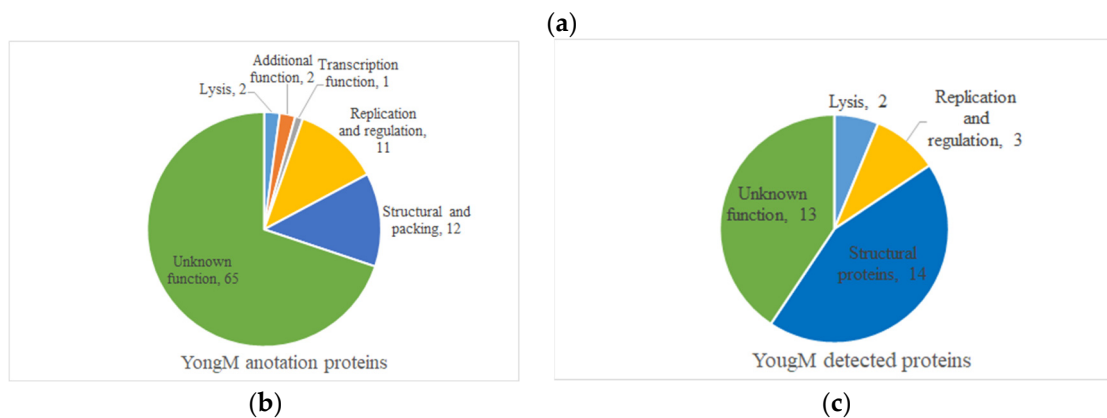 (a)
Lysis, 2
Additional
function, 2
Transcription
function, 1
Replication
and regulation,
11
Structural and
packing, 12
Unknown
function, 65
YongM anotation proteins
(b)
Lysis, 2
Replication
and
regulation, 3
Unknown
function, 13
Structural
proteins, 14
YougM detected proteins
(c)